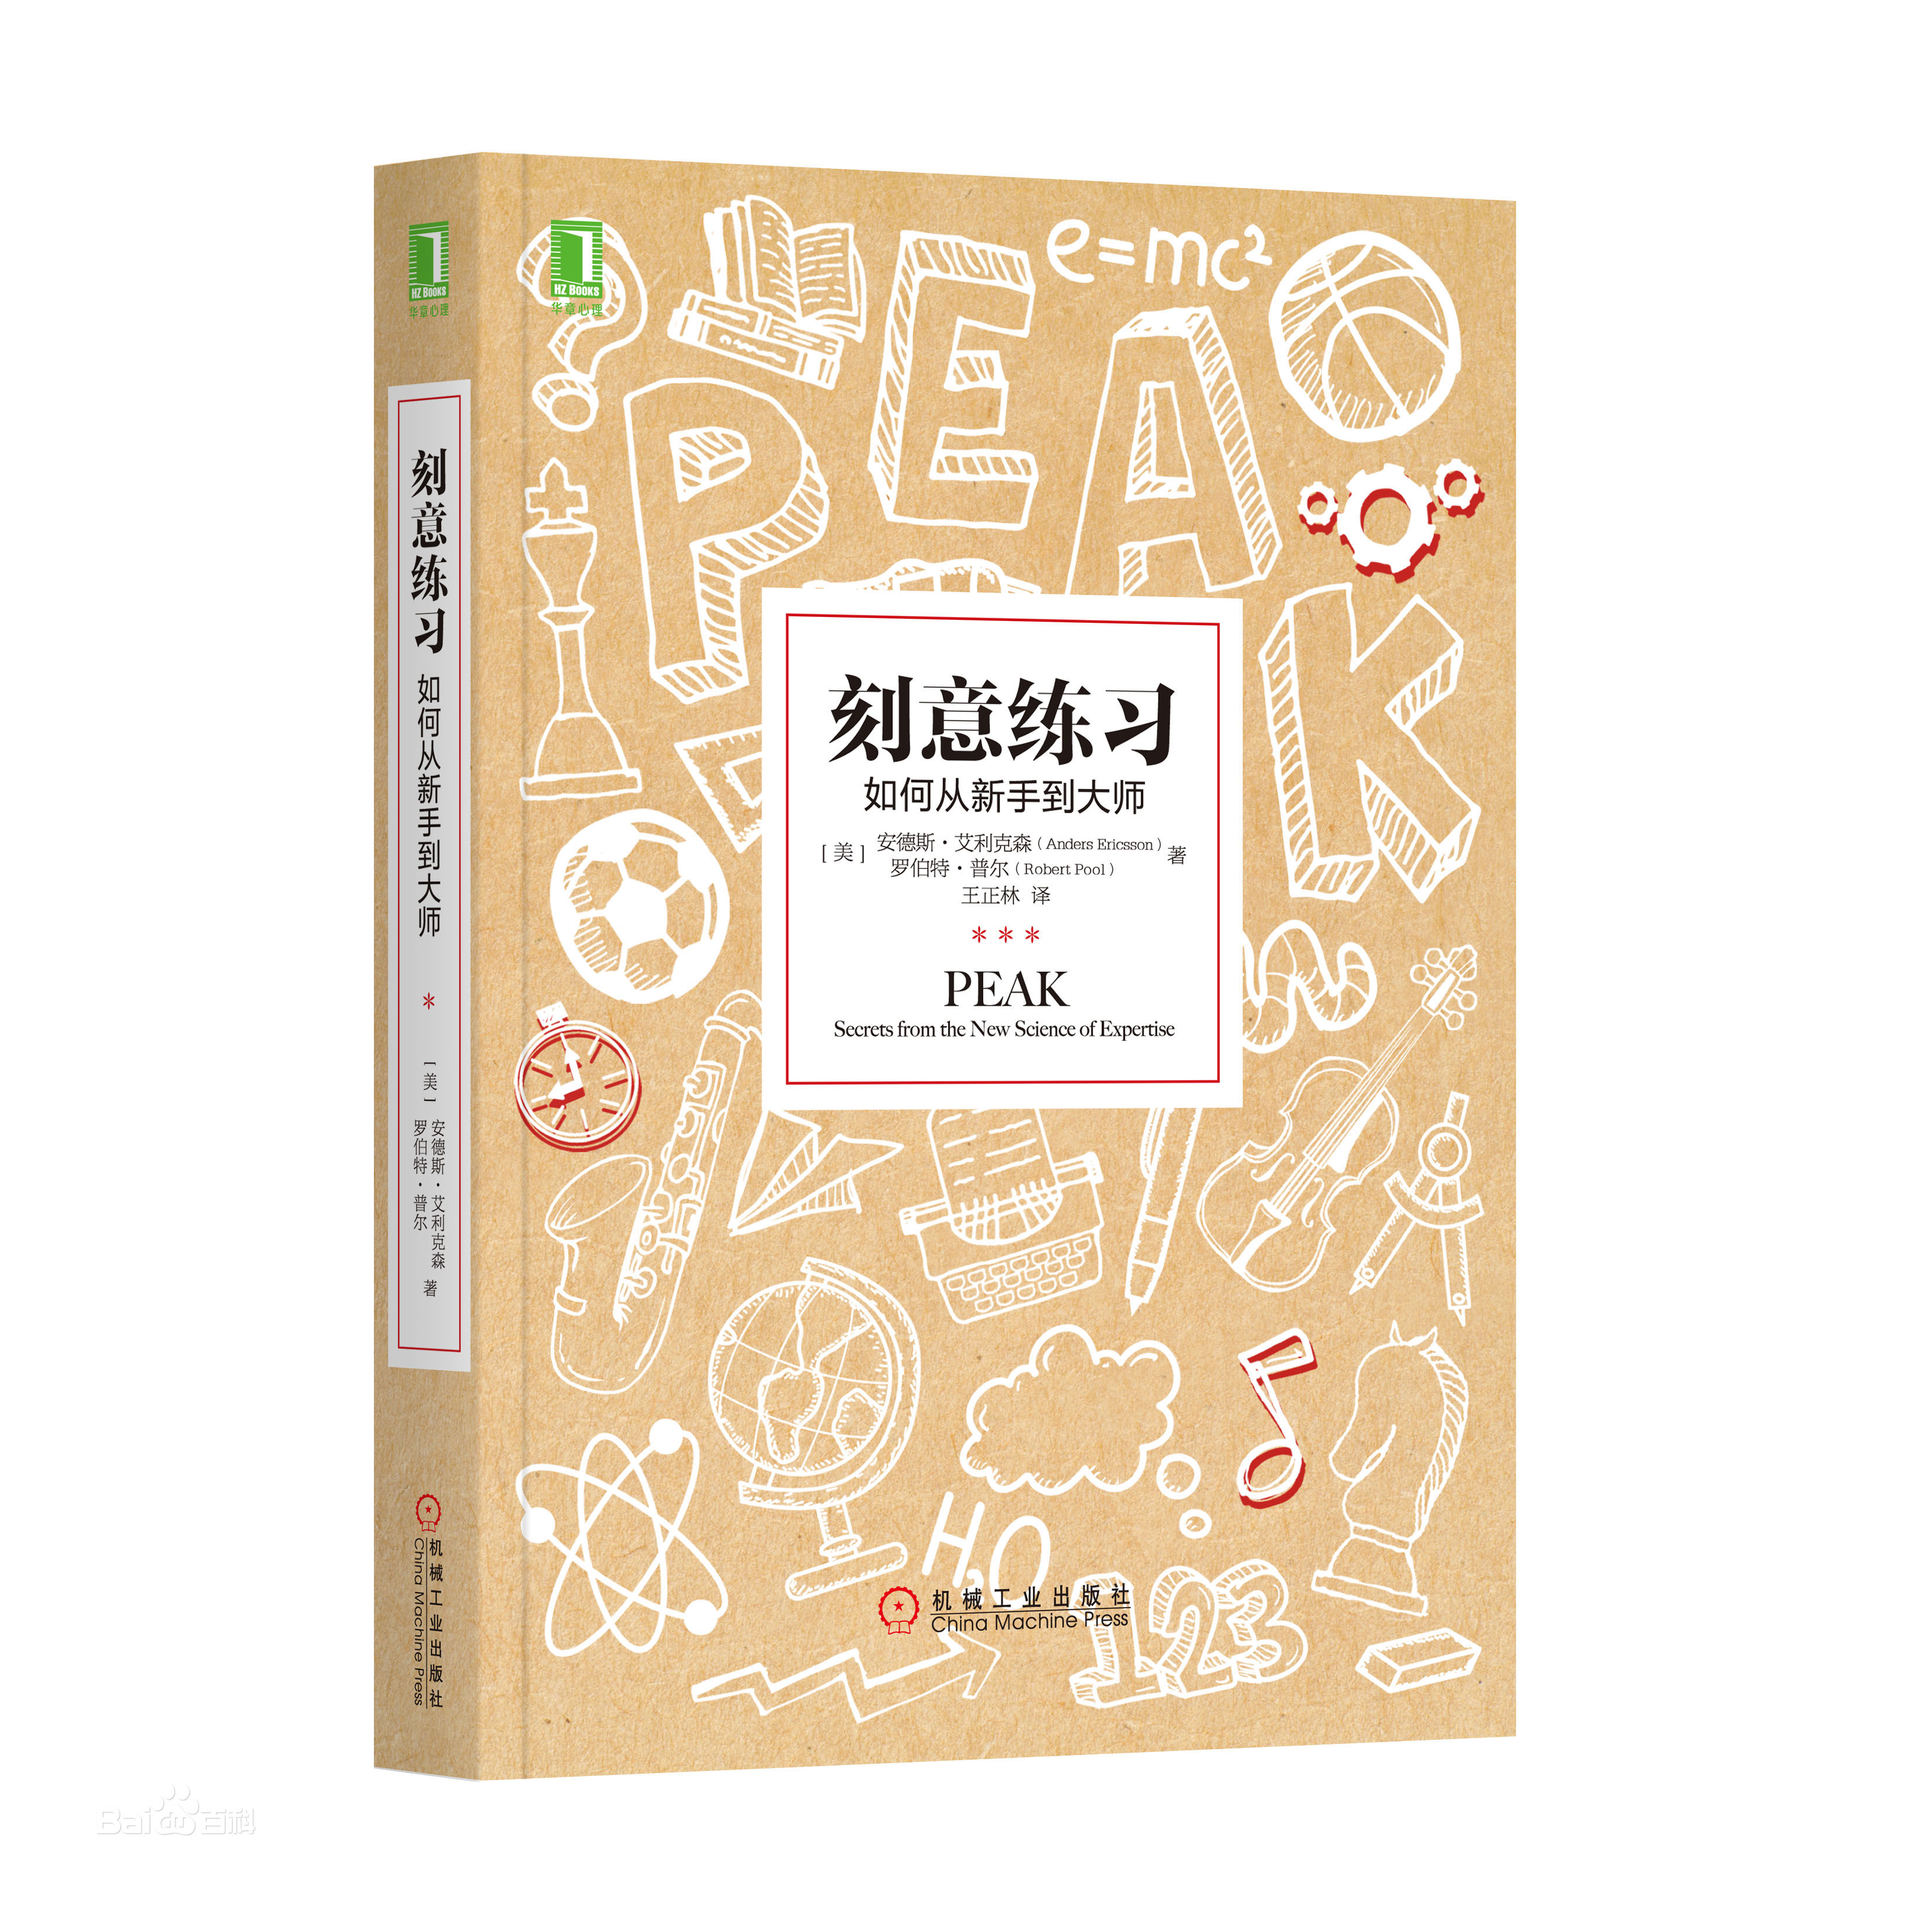 HZ BOOKS
华章心理
刻意练习
如何从新手到大师
*
[美]
安德斯·艾利克森
罗伯特·普尔
著
机械工业出版社
China Machine Press
HZ BOOKS
华章心理
e=mc²
PEAK
刻意练习
如何从新手到大师
[美] 安德斯·艾利克森(Anders Ericsson) 著
罗伯特·普尔(Robert Pool)
王正林 译
* * *
PEAK
Secrets from the New Science of Expertise
H₂O
机械工业出版社
China Machine Press
123
Baidu百科